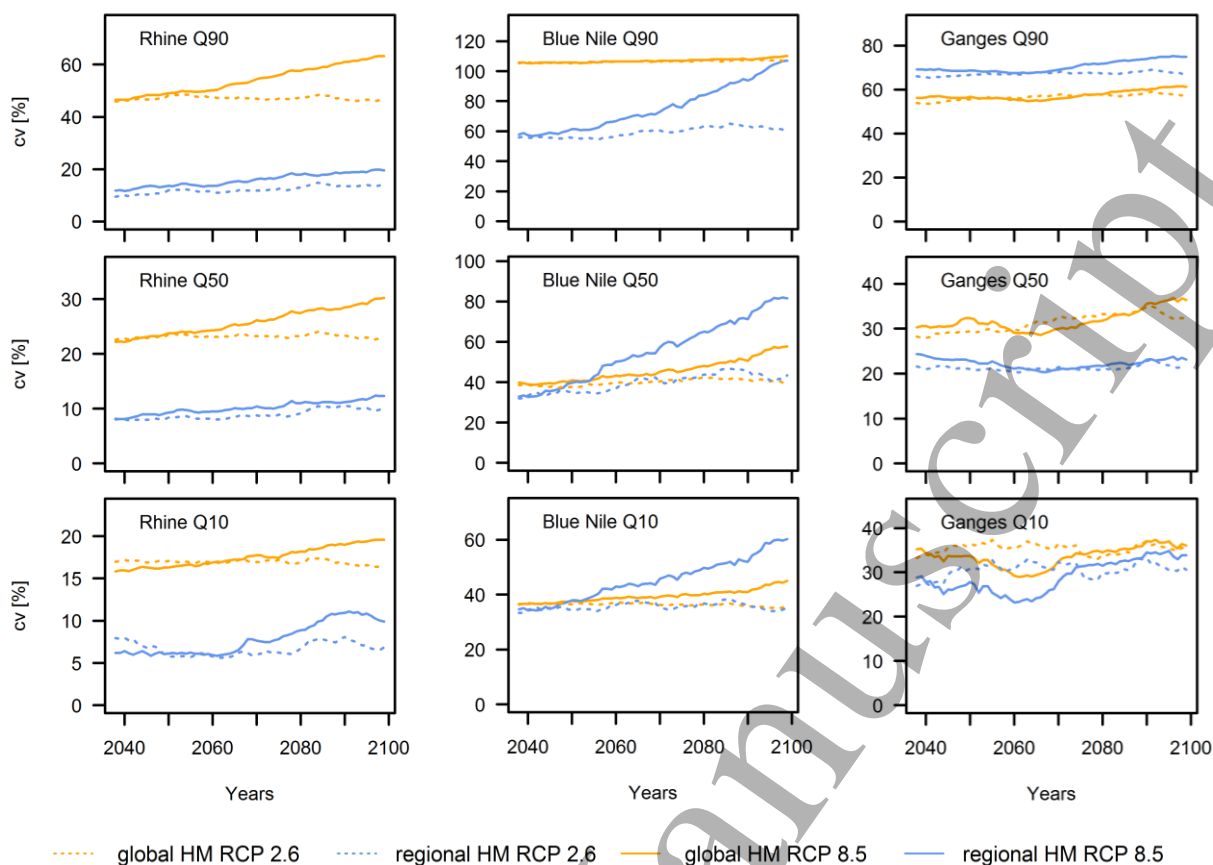 Rhine Q90
Blue Nile Q90
Ganges Q90
cv [%]
60
40
20
0
120
100
80
60
40
20
0
80
60
40
20
0
Rhine Q50
Blue Nile Q50
Ganges Q50
cv [%]
30
20
10
0
100
80
60
40
20
0
40
30
20
10
0
Rhine Q10
Blue Nile Q10
Ganges Q10
cv [%]
20
15
10
5
0
60
40
20
0
40
30
20
10
0
2040 2060 2080 2100
2040 2060 2080 2100
2040 2060 2080 2100
Years
Years
Years
global HM RCP 2.6 regional HM RCP 2.6 global HM RCP 8.5 regional HM RCP 8.5
anuscript